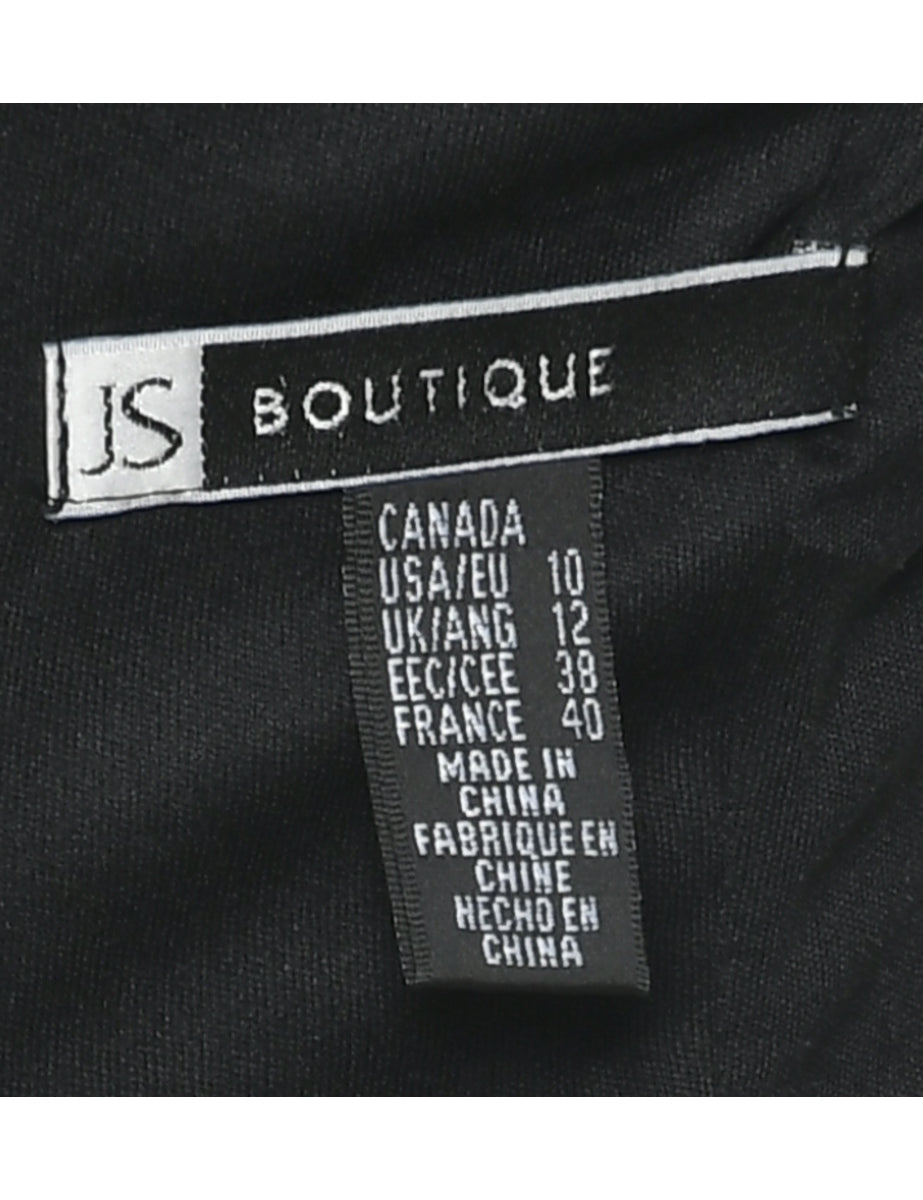 JS BOUTIQUE
CANADA
USA/EU 10
UK/ANG 12
EEC/CEE 38
FRANCE 40
MADE IN
CHINA
FABRIQUE EN
CHINE
HECHO EN
CHINA